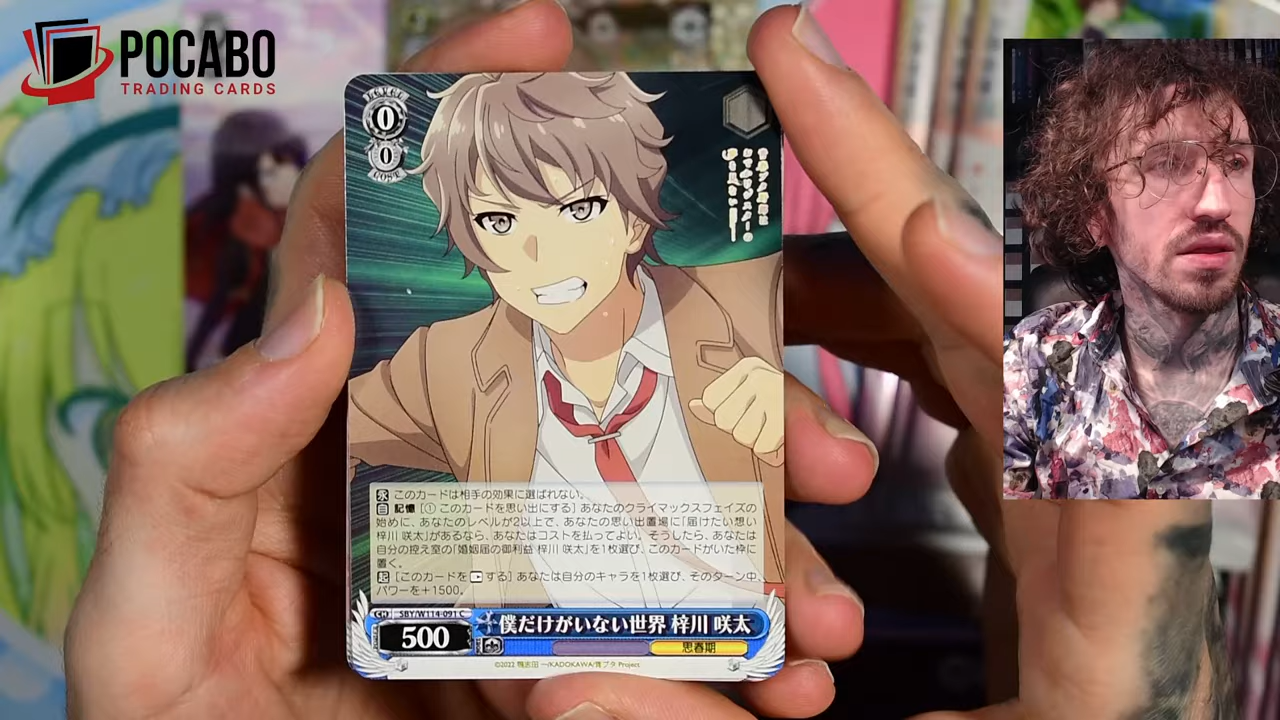 POCABO
TRADING CARDS
LEVEL
0
0
COST
永 このカードは相手の効果に選ばれない。
自 記憶 [① このカードを思い出にする] あなたのクライマックスフェイズの
始めに、あなたのレベルが2以上で、あなたの思い出置場に「届けたい想い
梓川 咲太」があるなら、あなたはコストを払ってよい。そうしたら、あなたは
自分の控え室の「婚姻届の御利益 梓川 咲太」を1枚選び、このカードがいた枠に
置く。
起 [このカードをする] あなたは自分のキャラを1枚選び、そのターン中、
パワーを+1500。
CH SBY/W114-091 C
500
僕だけがいない世界 梓川 咲太
思春期
©2022 鴨志田 一/KADOKAWA/青ブタ Project